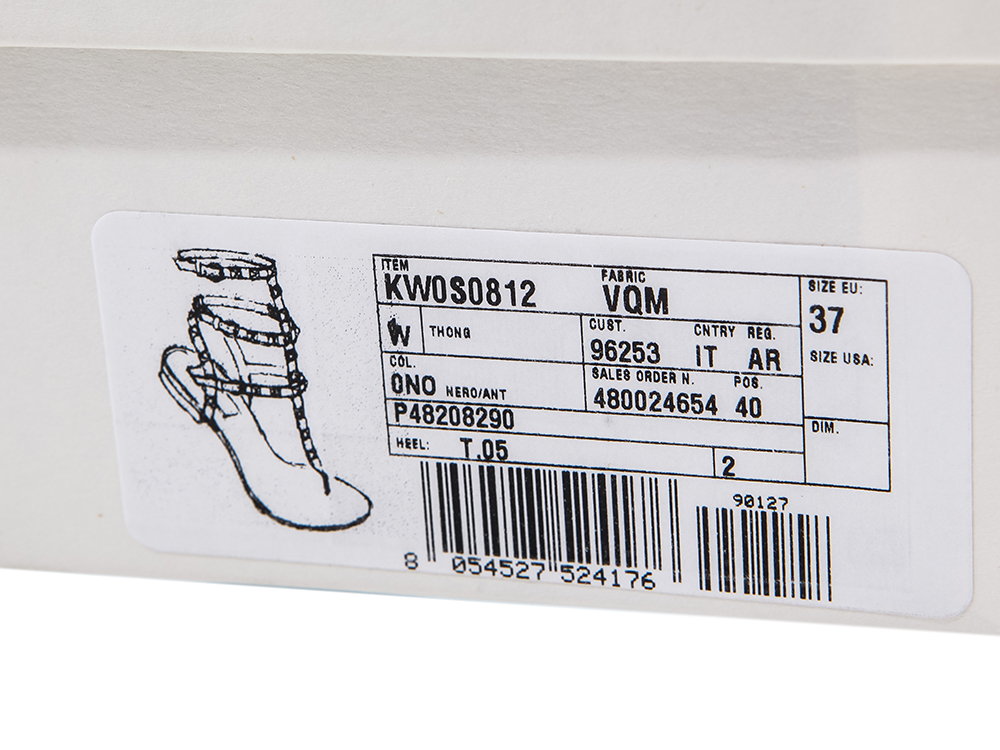 ITEM FABRIC SIZE EU:
KW0S0812 VQM 37
W THONG CUST. CNTRY REG. SIZE USA:
96253 IT AR
COL. SALES ORDER N. POS.
0NO NERO/ANT 480024654 40 DIM.
P48208290
HEEL: T.05 2
90127
8 054527 524176